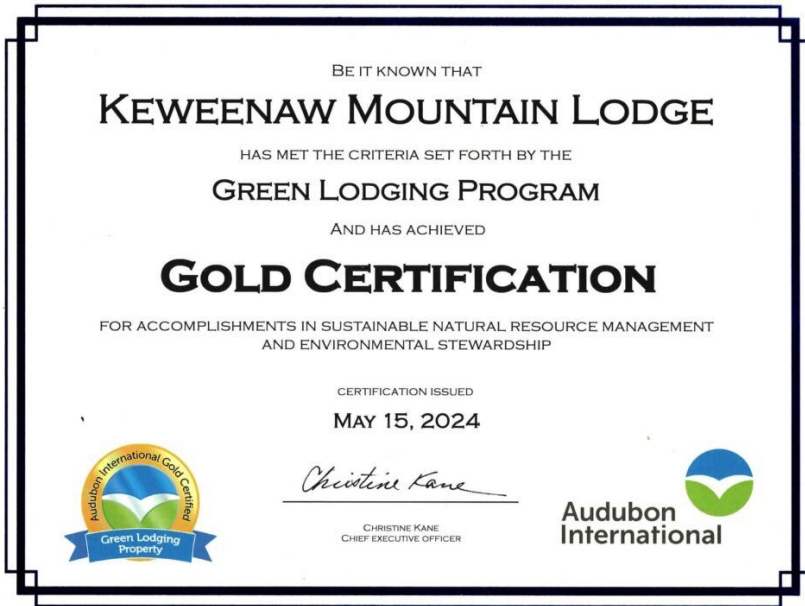 BE IT KNOWN THAT
KEWEENAW MOUNTAIN LODGE
HAS MET THE CRITERIA SET FORTH BY THE
GREEN LODGING PROGRAM
AND HAS ACHIEVED
GOLD CERTIFICATION
FOR ACCOMPLISHMENTS IN SUSTAINABLE NATURAL RESOURCE MANAGEMENT
AND ENVIRONMENTAL STEWARDSHIP
CERTIFICATION ISSUED
MAY 15, 2024
Audubon International Gold Certified
Green Lodging
Property
Christine Kane
CHRISTINE KANE
CHIEF EXECUTIVE OFFICER
Audubon
International